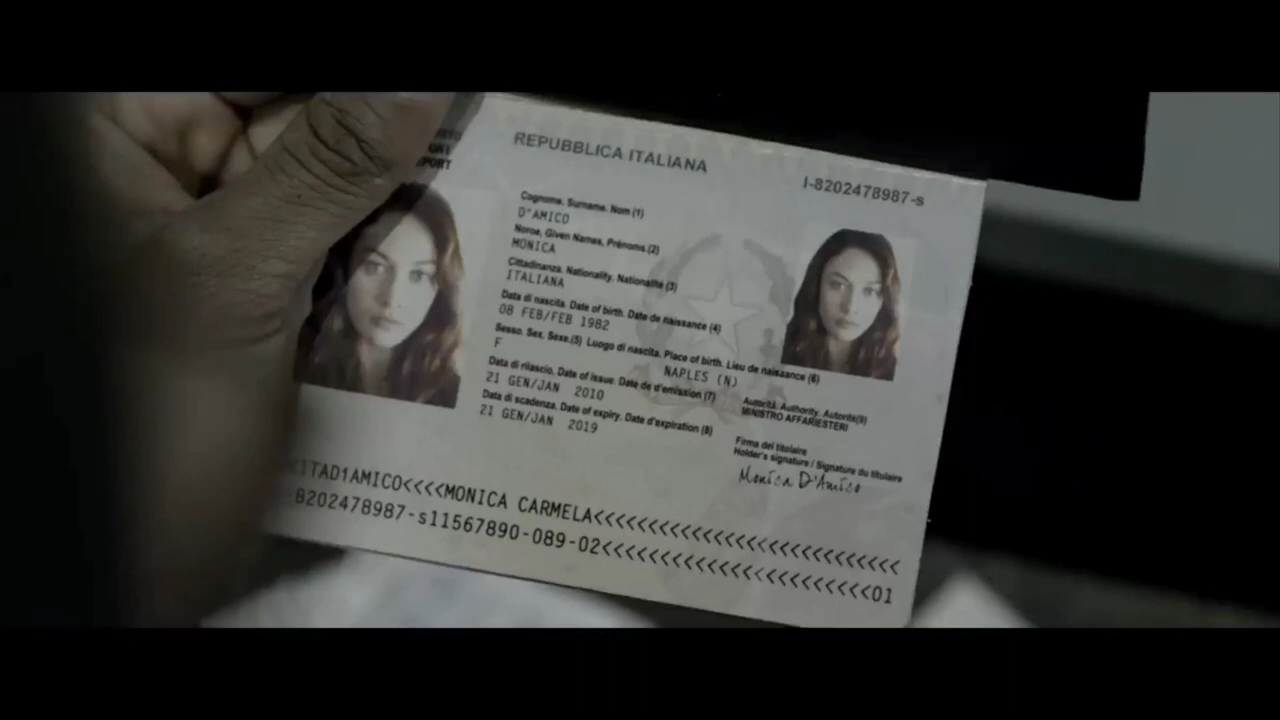 REPUBBLICA ITALIANA
I-8202478987-s
Cognome. Surname. Nom (1)
D'AMICO
Nome, Given Names, Prénoms.(2)
MONICA
Cittadinanza. Nationality. Nationalité (3)
ITALIANA
Data di nascita. Date of birth. Date de naissance (4)
08 FEB/FEB 1982
Sesso. Sex. Sexe.(5) Luogo di nascita. Place of birth. Lieu de naissance (6)
F NAPLES (N)
Data di rilascio. Date of issue. Date de d'emission (7)
21 GEN/JAN 2010
Data di scadenza. Date of expiry. Date d'expiration (8)
21 GEN/JAN 2019
Autorità. Authority. Autorite(9)
MINISTRO AFFARIESTERI
Firma del titolaire
Holder's signature / Signature du titulaire
Monica D'Amico
ITAD1AMICO<<<<MONICA CARMELA<<<<<<<<<<<<<<<<<<<<<<<<<<<<<
8202478987-s11567890-089-02<<<<<<<<<<<<<<<<<<<<<<<<<01